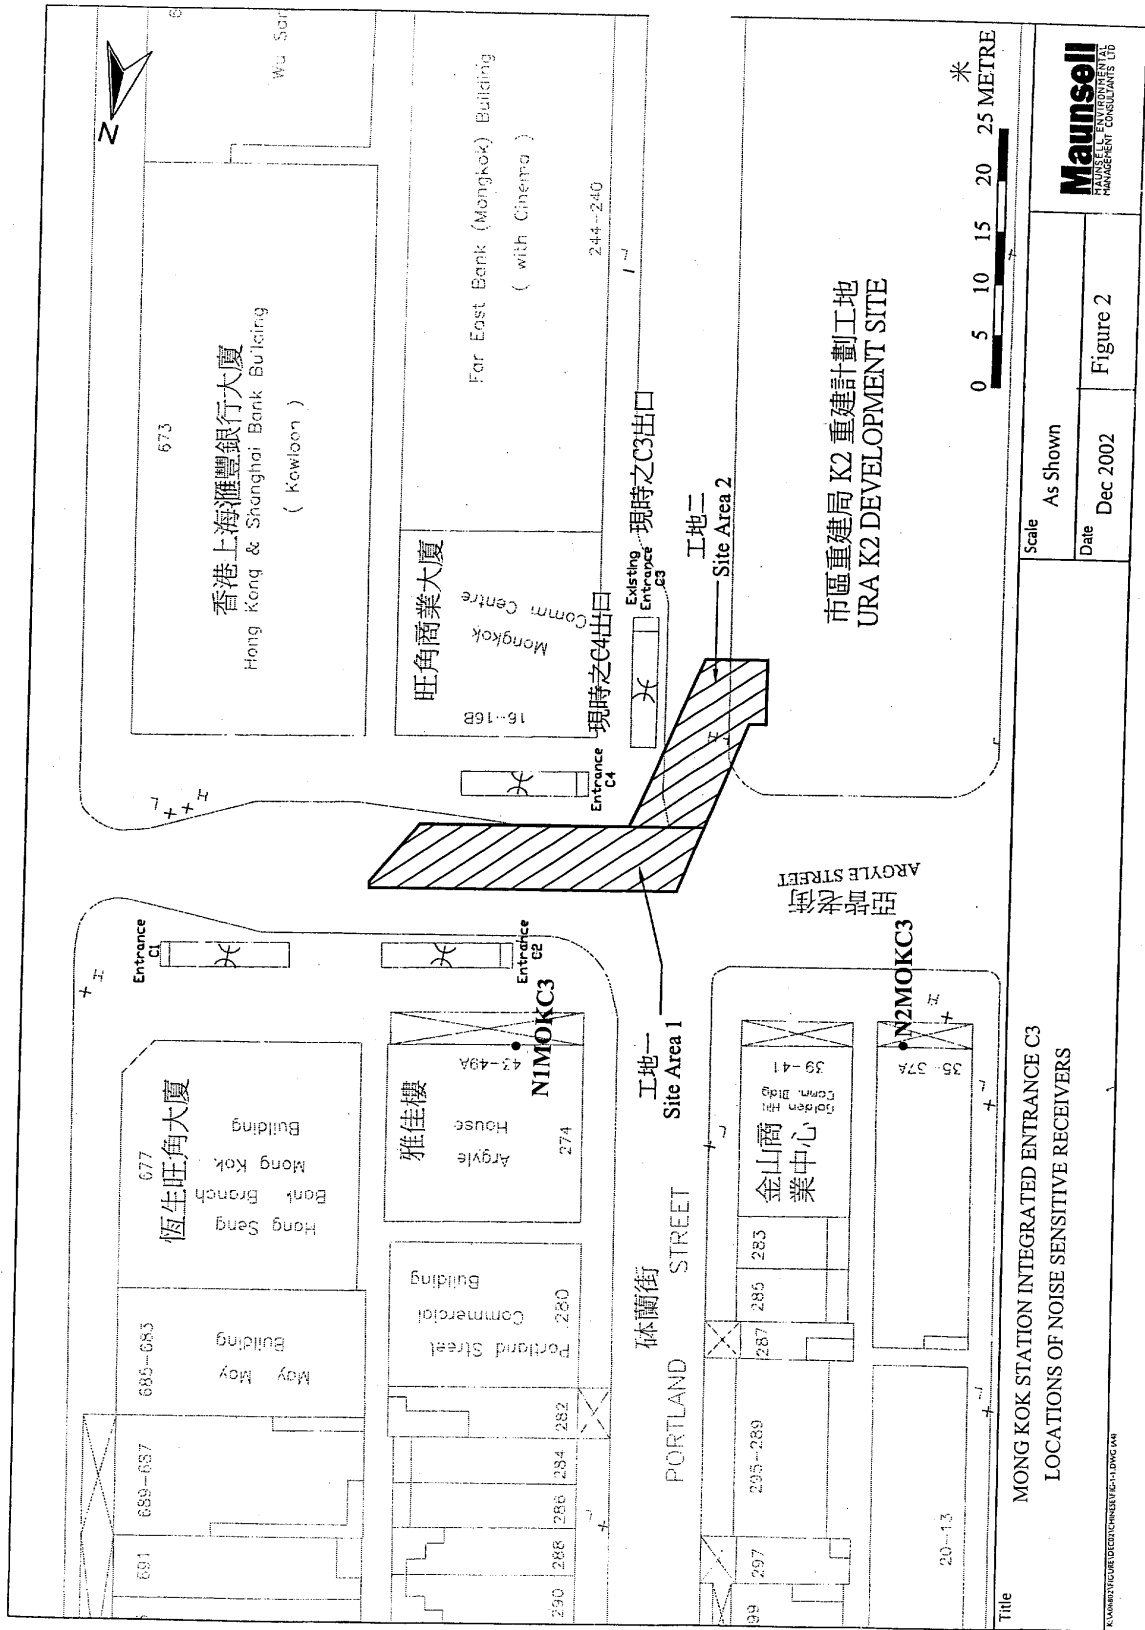 N
Wu San
673
香港上海滙豐銀行大廈
Hong Kong & Shanghai Bank Building
( Kowloon )
Far East Bank (Mongkok) Building
( with Cinema )
244-240
旺角商業大廈
Mongkok
Comm. Centre
16-16B
現時之C4出口
Entrance
C4
Existing
Entrance
C3
現時之C3出口
工地二
Site Area 2
市區重建局 K2 重建計劃工地
URA K2 DEVELOPMENT SITE
米
0 5 10 15 20 25 METRE
亞皆老街
ARGYLE STREET
Entrance
C1
Entrance
C2
N1MOKC3
N2MOKC3
工地一
Site Area 1
677
恆生旺角大廈
Hang Seng
Bank Branch
Mong Kok
Building
雅佳樓
Argyle
House
43-49A
274
金山商
業中心
Golden Hill
Comm. Bldg
39-41
35-37A
283
285
287
295-289
297
99
20-13
685-683
May May
Building
689-687
691
Portland Street
Commercial
Building
280
282
284
286
288
290
砵蘭街
PORTLAND STREET
Title
MONG KOK STATION INTEGRATED ENTRANCE C3
LOCATIONS OF NOISE SENSITIVE RECEIVERS
Scale
As Shown
Date
Dec 2002
Figure 2
Maunsell
MAUNSELL ENVIRONMENTAL
MANAGEMENT CONSULTANTS LTD